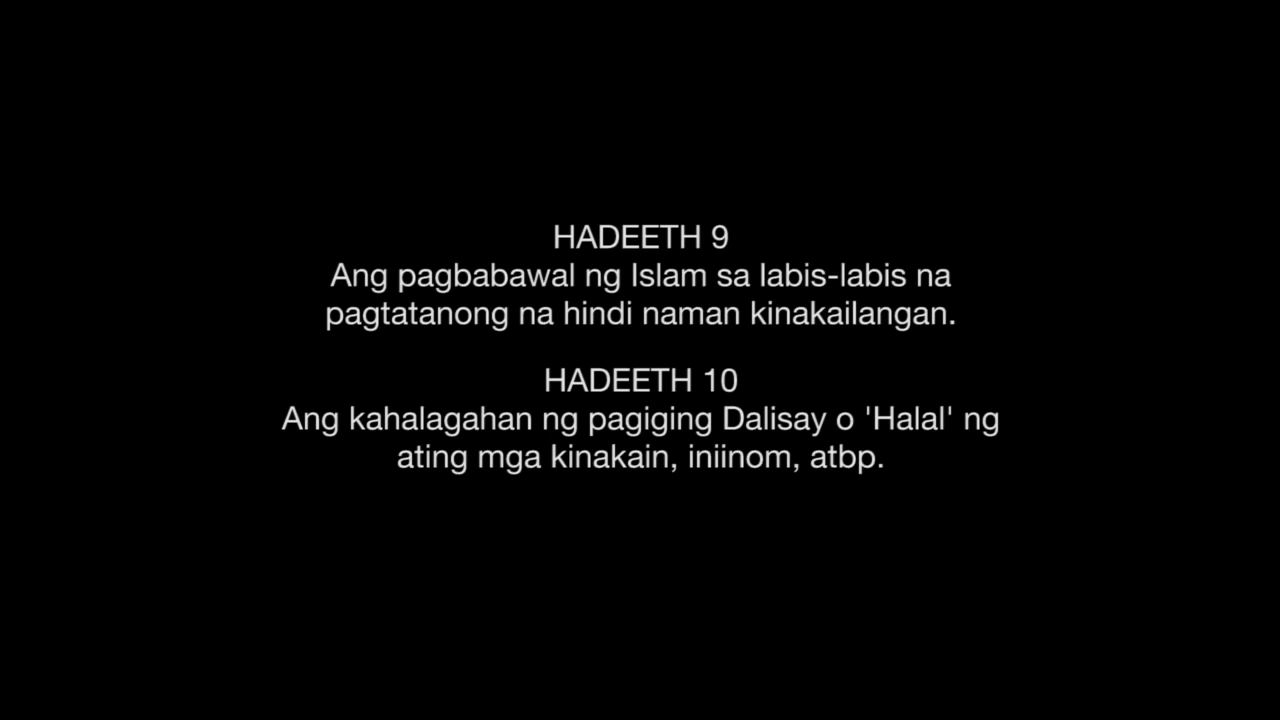 HADEETH 9
Ang pagbabawal ng Islam sa labis-labis na
pagtatanong na hindi naman kinakailangan.
HADEETH 10
Ang kahalagahan ng pagiging Dalisay o 'Halal' ng
ating mga kinakain, iniinom, atbp.